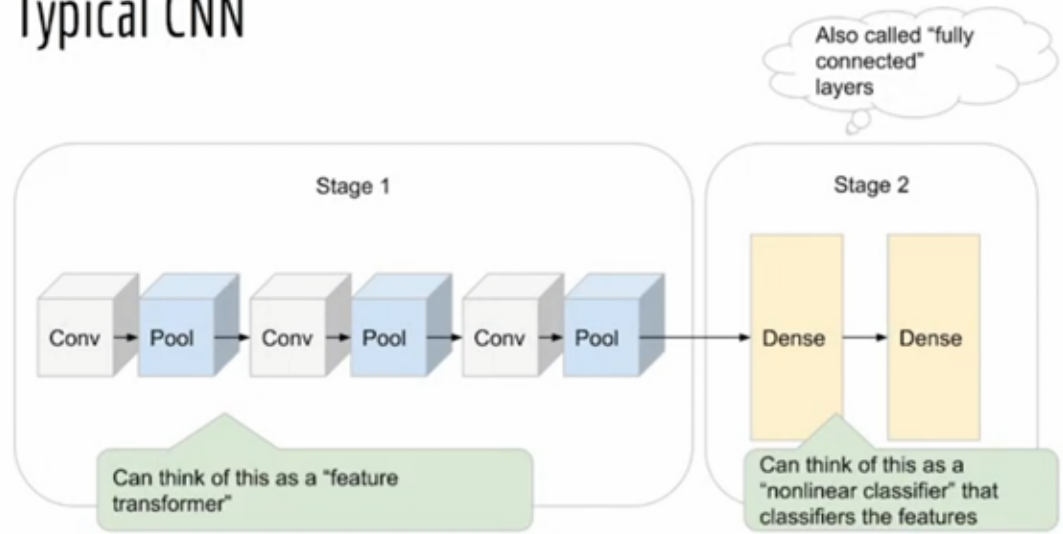 Typical CNN
Also called “fully
connected”
layers
Stage 1
Stage 2
Conv
Pool
Conv
Pool
Conv
Pool
Dense
Dense
Can think of this as a “feature
transformer”
Can think of this as a
“nonlinear classifier” that
classifiers the features